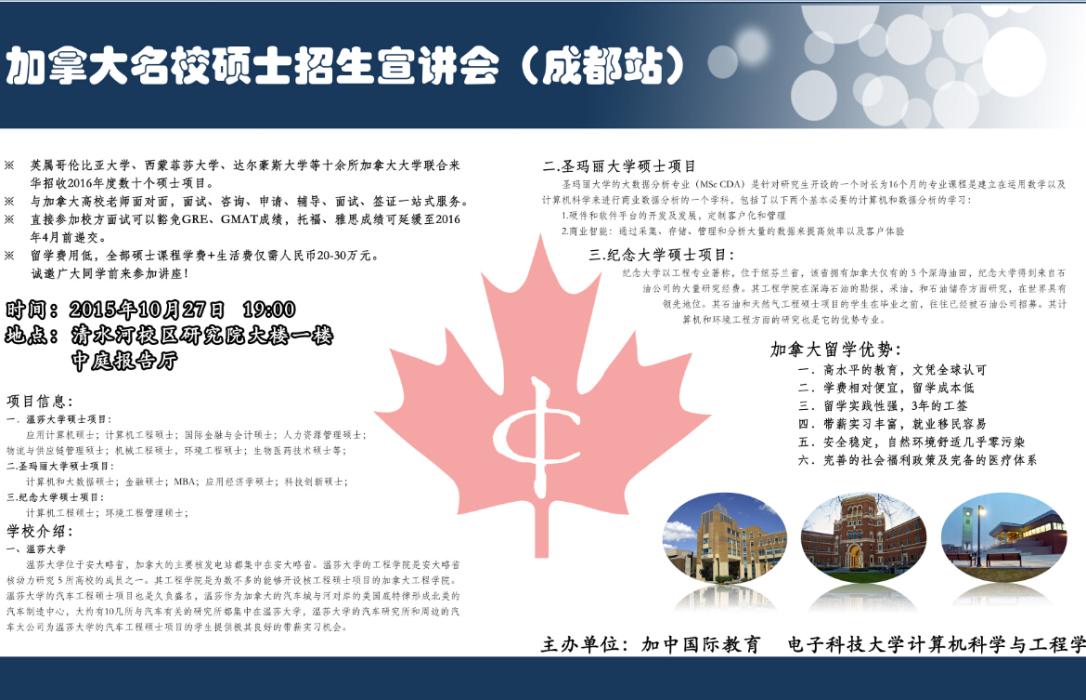 加拿大名校硕士招生宣讲会（成都站）
※ 英属哥伦比亚大学、西蒙菲莎大学、达尔豪斯大学等十余所加拿大大学联合来
华招收2016年度数十个硕士项目。
※ 与加拿大高校老师面对面，面试、咨询、申请、辅导、面试、签证一站式服务。
※ 直接参加校方面试可以豁免GRE、GMAT成绩，托福、雅思成绩可延缓至2016
年4月前递交。
※ 留学费用低，全部硕士课程学费+生活费仅需人民币20-30万元。
诚邀广大同学前来参加讲座！
时间：2015年10月27日 19:00
地点：清水河校区研究院大楼一楼
中庭报告厅
项目信息：
一．温莎大学硕士项目：
应用计算机硕士；计算机工程硕士；国际金融与会计硕士；人力资源管理硕士；
物流与供应链管理硕士；机械工程硕士，环境工程硕士；生物医药技术硕士等；
二.圣玛丽大学硕士项目：
计算机和大数据硕士；金融硕士；MBA；应用经济学硕士；科技创新硕士；
三.纪念大学硕士项目：
计算机工程硕士；环境工程管理硕士；
学校介绍：
一、温莎大学
温莎大学位于安大略省，加拿大的主要核发电站都集中在安大略省。温莎大学的工程学院是安大略省
核动力研究5所高校的成员之一。其工程学院是为数不多的能够开设核工程硕士项目的加拿大工程学院。
温莎大学的汽车工程硕士项目也是久负盛名，温莎作为加拿大的汽车城与河对岸的美国底特律形成北美的
汽车制造中心，大约有10几所与汽车有关的研究所都集中在温莎大学，温莎大学的汽车研究所和周边的汽
车大公司为温莎大学的汽车工程硕士项目的学生提供极其良好的带薪实习机会。
二.圣玛丽大学硕士项目
圣玛丽大学的大数据分析专业（MSc CDA）是针对研究生开设的一个时长为16个月的专业课程是建立在运用数学以及
计算机科学来进行商业数据分析的一个学科，包括了以下两个基本必要的计算机和数据分析的学习：
1.硬件和软件平台的开发及发展，定制客户化和管理
2.商业智能：通过采集、存储、管理和分析大量的数据来提高效率以及客户体验
三.纪念大学硕士项目：
纪念大学以工程专业著称，位于纽芬兰省，该省拥有加拿大仅有的5个深海油田，纪念大学得到来自石
油公司的大量研究经费。其工程学院在深海石油的勘探，采油，和石油储存方面研究，在世界具有
领先地位。其石油和天然气工程硕士项目的学生在毕业之前，往往已经被石油公司招募。其计
算机和环境工程方面的研究也是它的优势专业。
加拿大留学优势：
一．高水平的教育，文凭全球认可
二．学费相对便宜，留学成本低
三．留学实践性强，3年的工签
四．带薪实习丰富，就业移民容易
五．安全稳定，自然环境舒适几乎零污染
六．完善的社会福利政策及完备的医疗体系
主办单位：加中国际教育 电子科技大学计算机科学与工程学